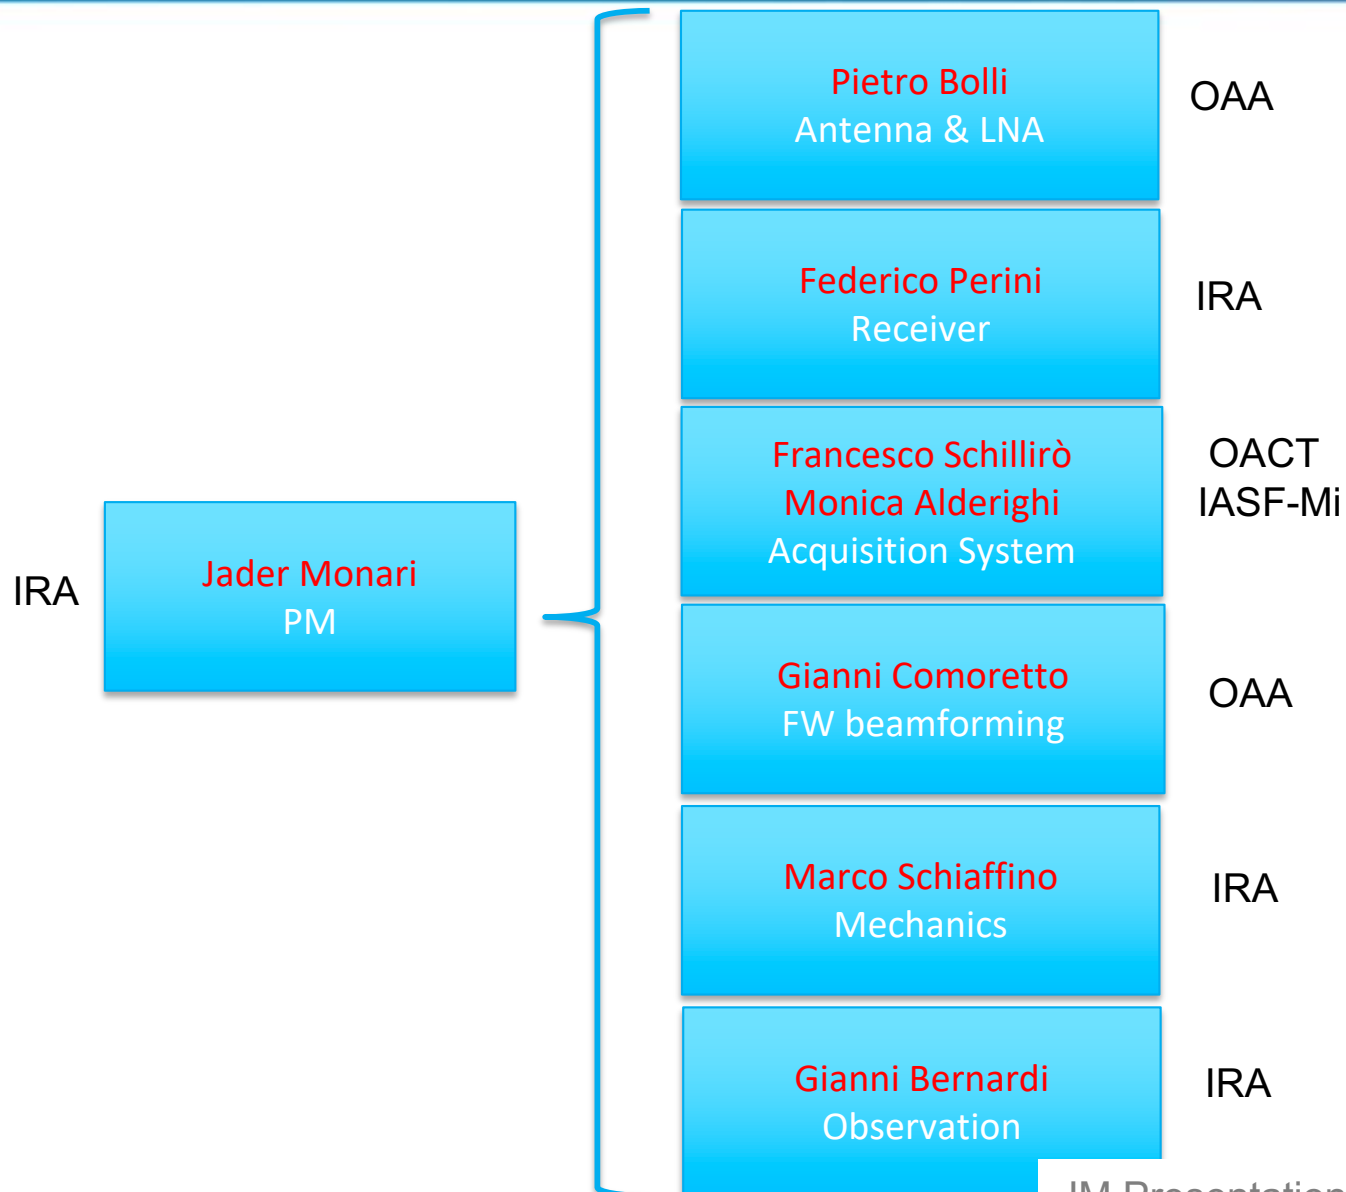 Pietro Bolli
Antenna & LNA
OAA
Federico Perini
Receiver
IRA
Francesco Schillirò
Monica Alderighi
Acquisition System
OACT
IASF-Mi
IRA
Jader Monari
PM
Gianni Comoretto
FW beamforming
OAA
Marco Schiaffino
Mechanics
IRA
Gianni Bernardi
Observation
IRA
Presentation